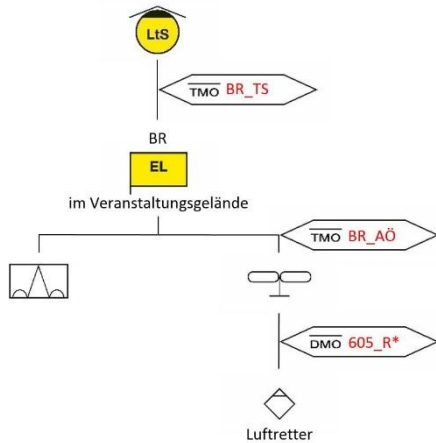 LtS
TMO BR_TS
BR
EL
im Veranstaltungsgelände
TMO BR_AÖ
DMO 605_R*
Luftretter